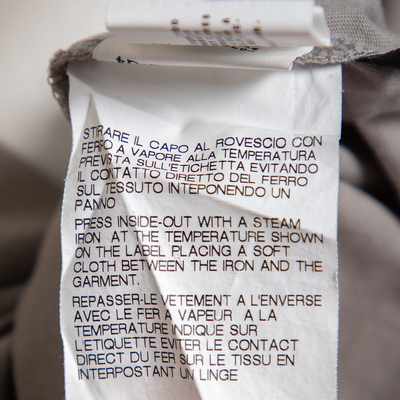 STIRARE IL CAPO AL ROVESCIO CON
FERRO A VAPORE ALLA TEMPERATURA
PREVISTA SULL'ETICHETTA EVITANDO
IL CONTATTO DIRETTO DEL FERRO
SUL TESSUTO INTEPONENDO UN
PANNO
PRESS INSIDE-OUT WITH A STEAM
IRON AT THE TEMPERATURE SHOWN
ON THE LABEL PLACING A SOFT
CLOTH BETWEEN THE IRON AND THE
GARMENT.
REPASSER-LE VETEMENT A L'ENVERSE
AVEC LE FER A VAPEUR A LA
TEMPERATURE INDIQUE SUR
L'ETIQUETTE EVITER LE CONTACT
DIRECT DU FER SUR LE TISSU EN
INTERPOSTANT UN LINGE